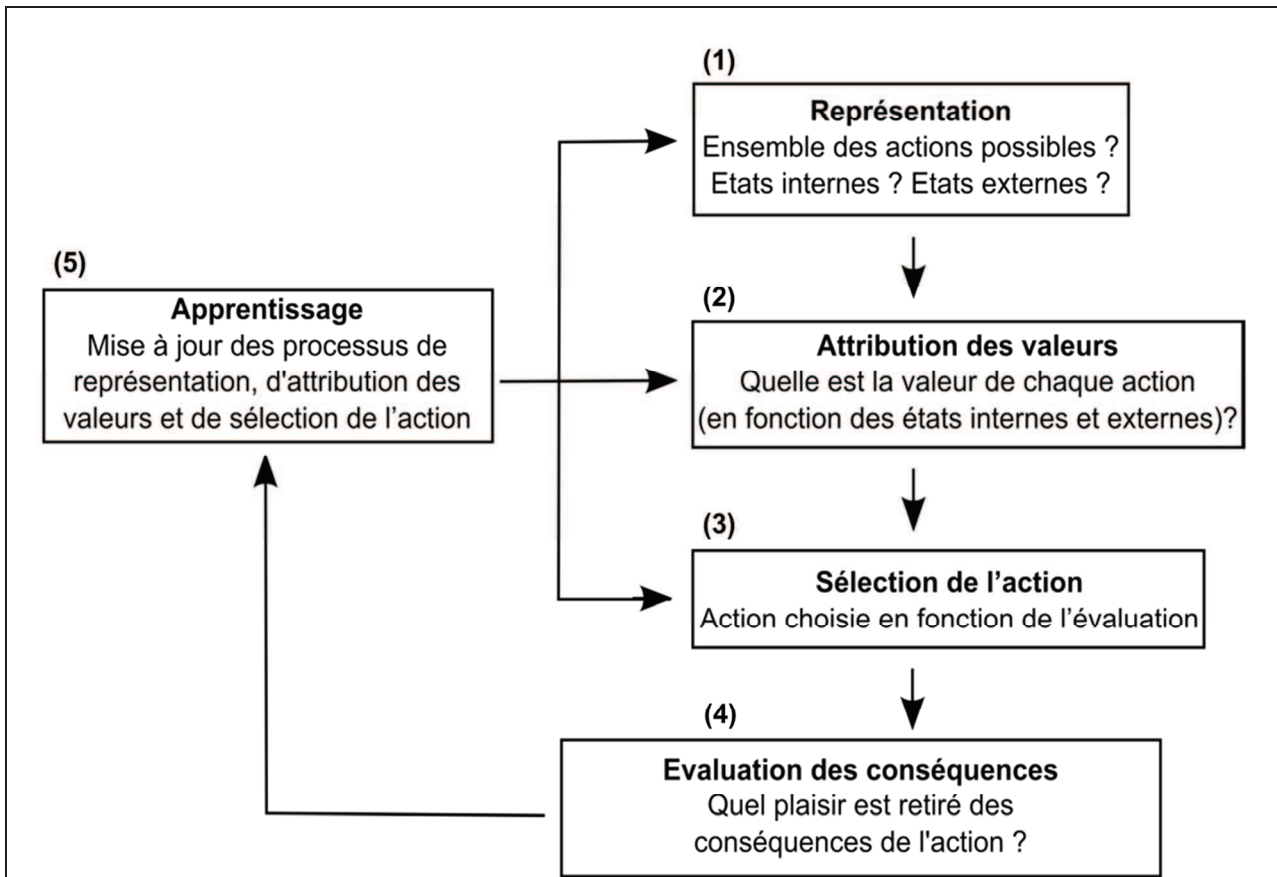 (1)
Représentation
Ensemble des actions possibles ?
Etats internes ? Etats externes ?
(2)
Attribution des valeurs
Quelle est la valeur de chaque action
(en fonction des états internes et externes)?
(3)
Sélection de l'action
Action choisie en fonction de l'évaluation
(4)
Evaluation des conséquences
Quel plaisir est retiré des
conséquences de l'action ?
(5)
Apprentissage
Mise à jour des processus de
représentation, d'attribution des
valeurs et de sélection de l'action